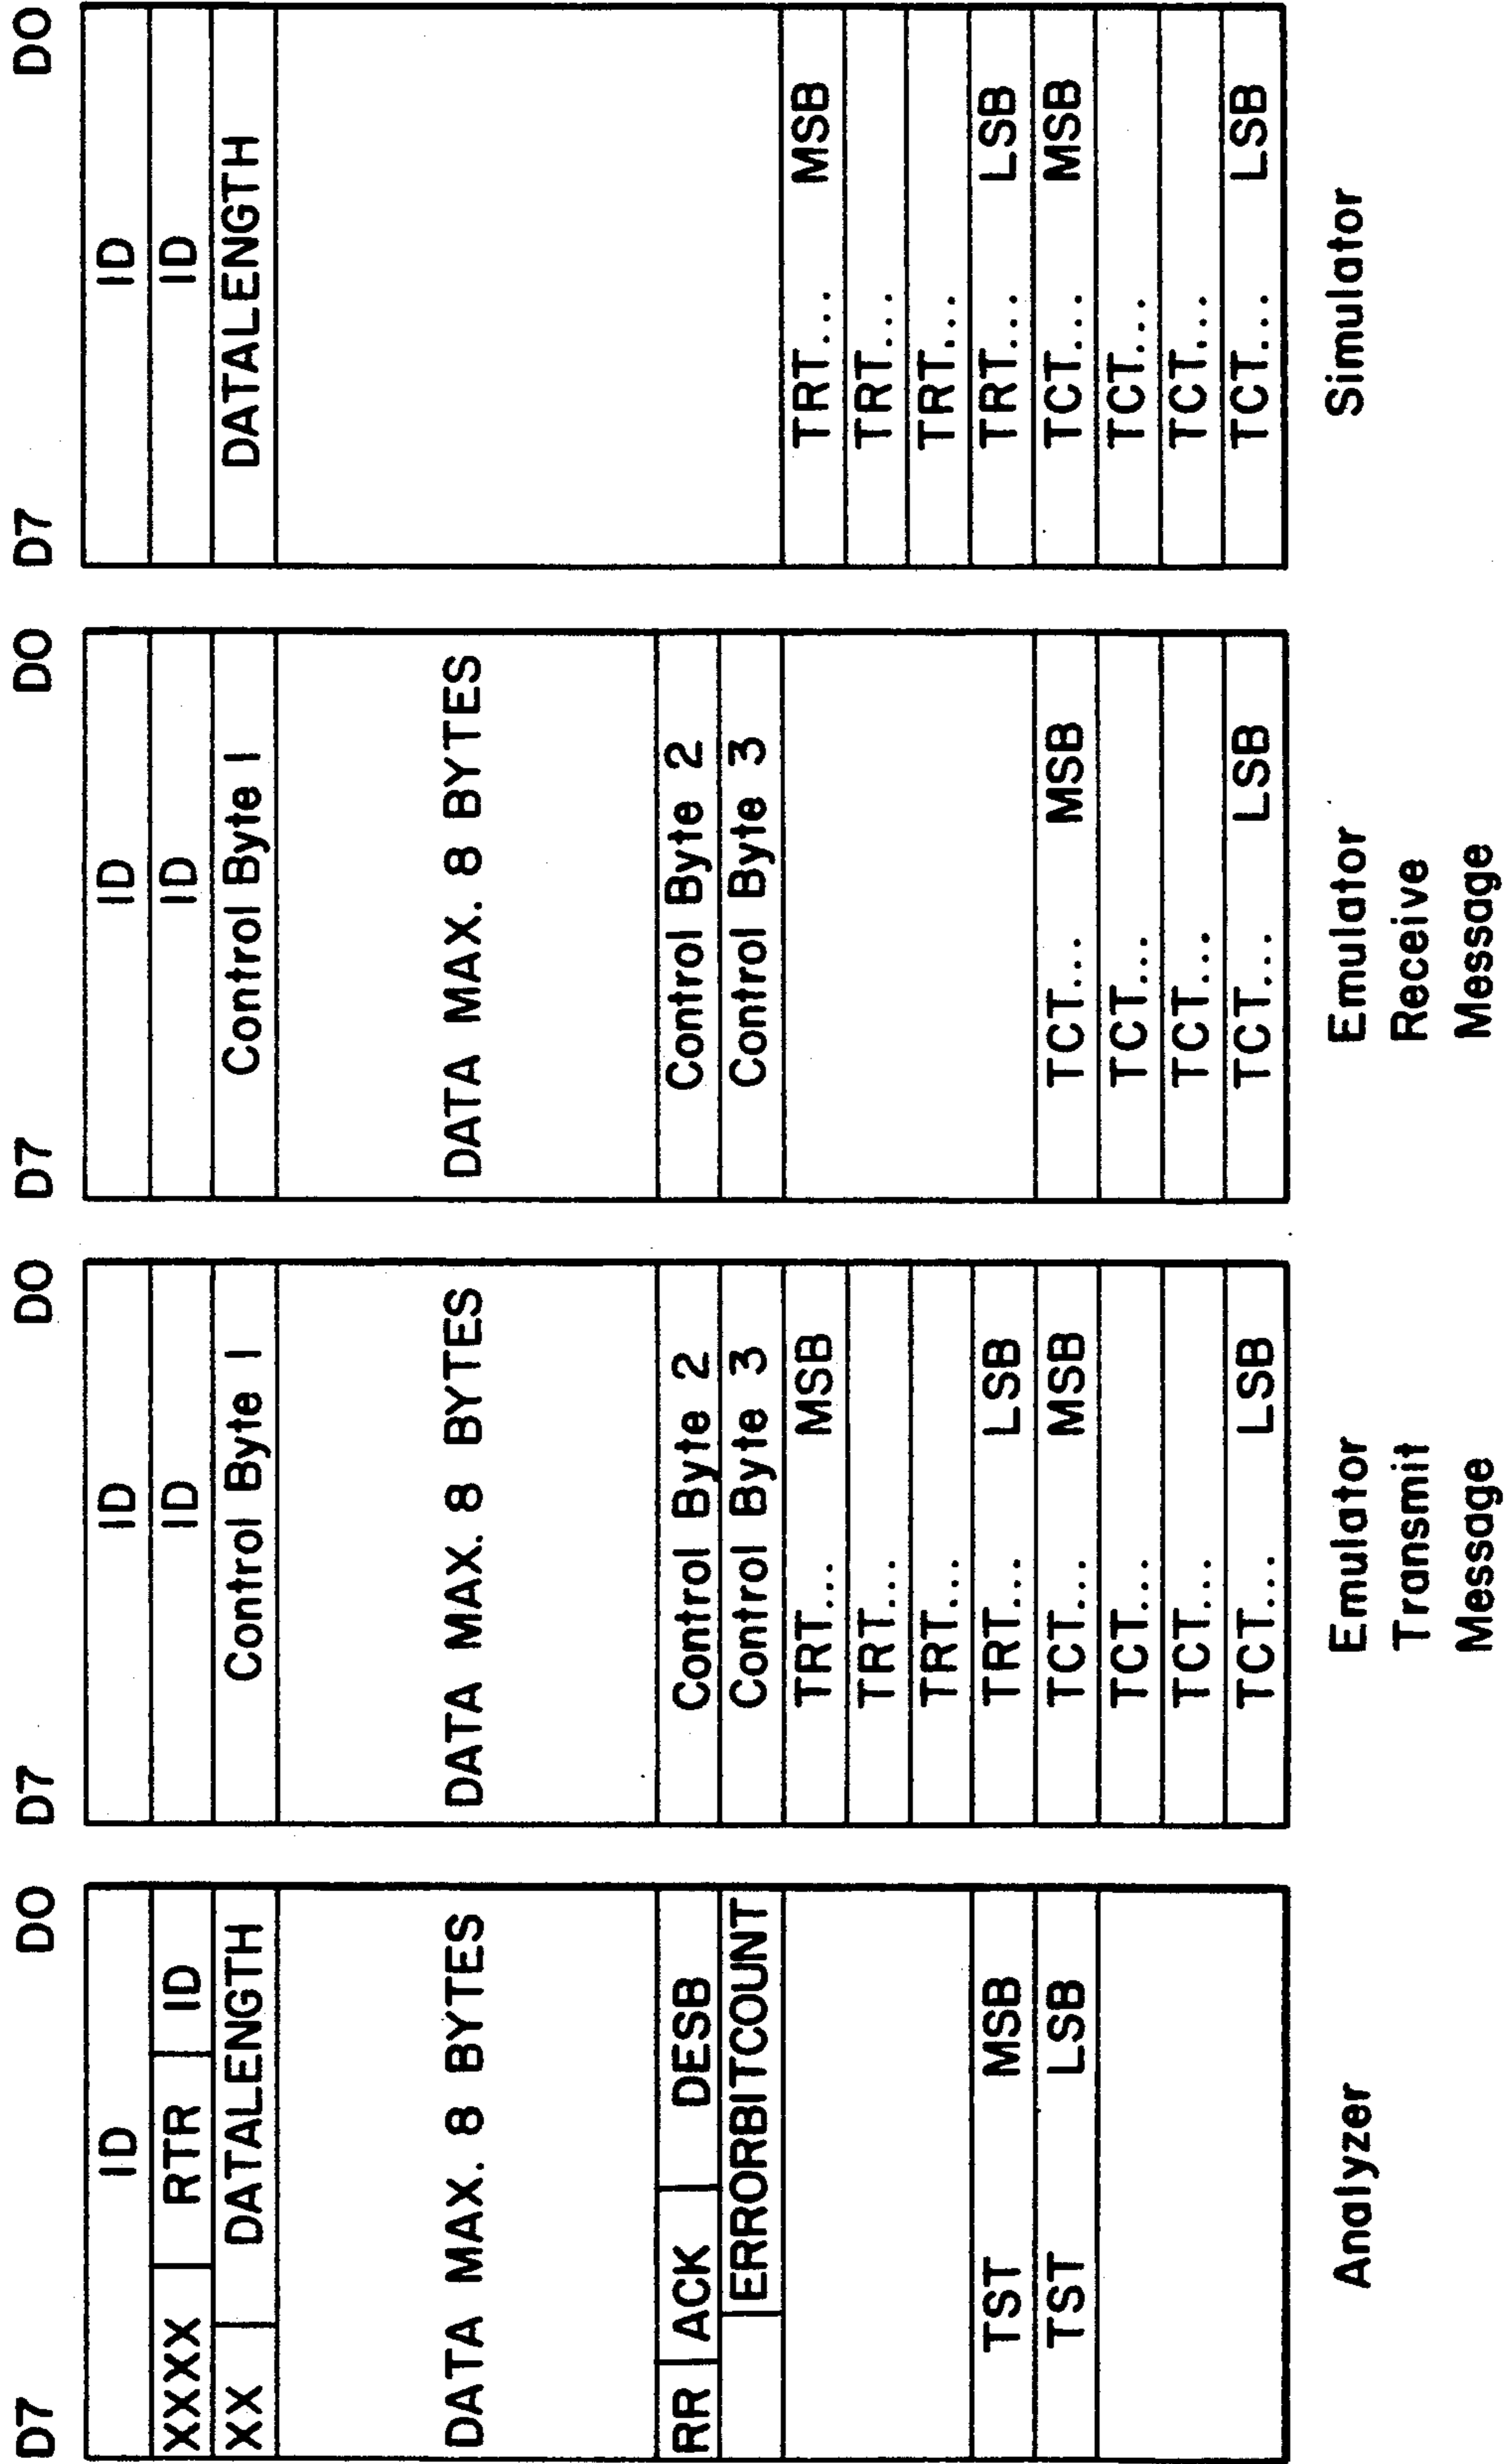 D7 D0
ID
XXXX RTR ID
XX DATALENGTH
DATA MAX. 8 BYTES
RR ACK DESB
ERRORBITCOUNT
TST MSB
TST LSB
Analyzer
D7 D0
ID
ID
Control Byte 1
DATA MAX. 8 BYTES
Control Byte 2
Control Byte 3
TRT... MSB
TRT...
TRT...
TRT... LSB
TCT... MSB
TCT...
TCT...
TCT... LSB
Emulator
Transmit
Message
D7 D0
ID
ID
Control Byte 1
DATA MAX. 8 BYTES
Control Byte 2
Control Byte 3
TCT... MSB
TCT...
TCT...
TCT... LSB
Emulator
Receive
Message
D7 D0
ID
ID
DATALENGTH
TRT... MSB
TRT...
TRT...
TRT... LSB
TCT... MSB
TCT...
TCT...
TCT... LSB
Simulator